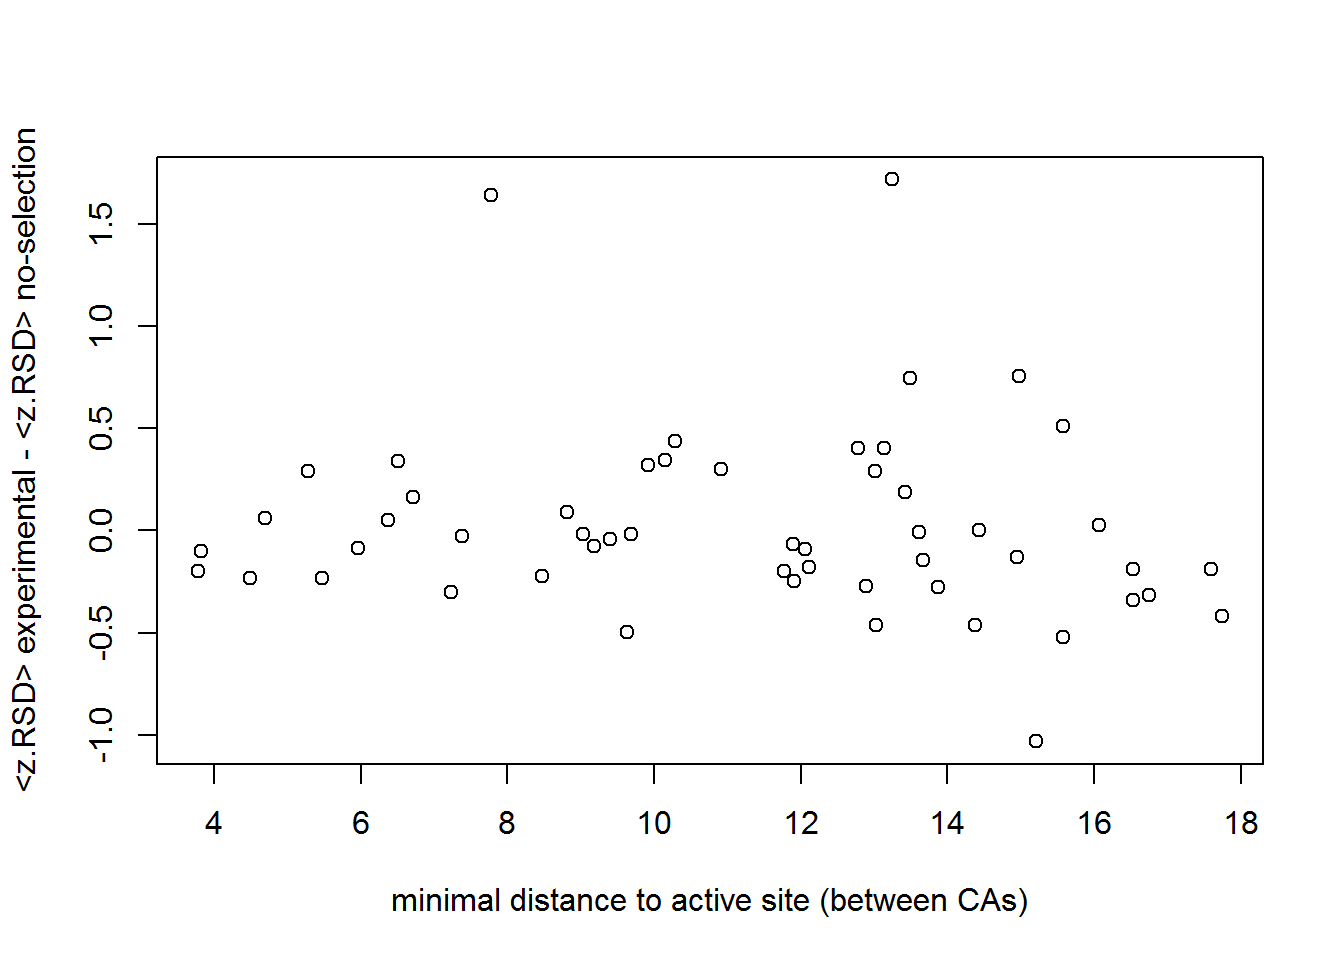 <z.RSD> experimental - <z.RSD> no-selection
1.5
1.0
0.5
0.0
-0.5
-1.0
4 6 8 10 12 14 16 18
minimal distance to active site (between CAs)